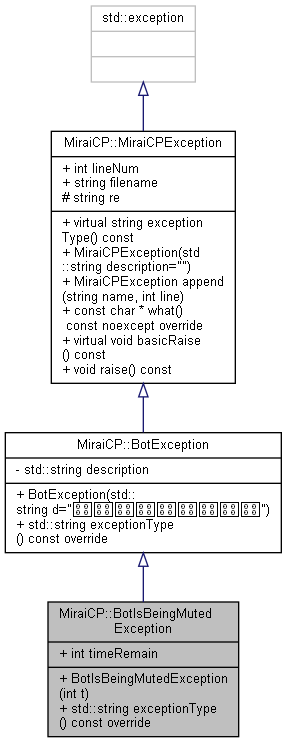 std::exception
MiraiCP::MiraiCPException
+ int lineNum
+ string filename
# string re
+ virtual string exception
Type() const
+ MiraiCPException(std
::string description="")
+ MiraiCPException append
(string name, int line)
+ const char * what()
const noexcept override
+ virtual void basicRaise
() const
+ void raise() const
MiraiCP::BotException
- std::string description
+ BotException(std::
string d="")
+ std::string exceptionType
() const override
MiraiCP::BotIsBeingMuted
Exception
+ int timeRemain
+ BotIsBeingMutedException
(int t)
+ std::string exceptionType
() const override